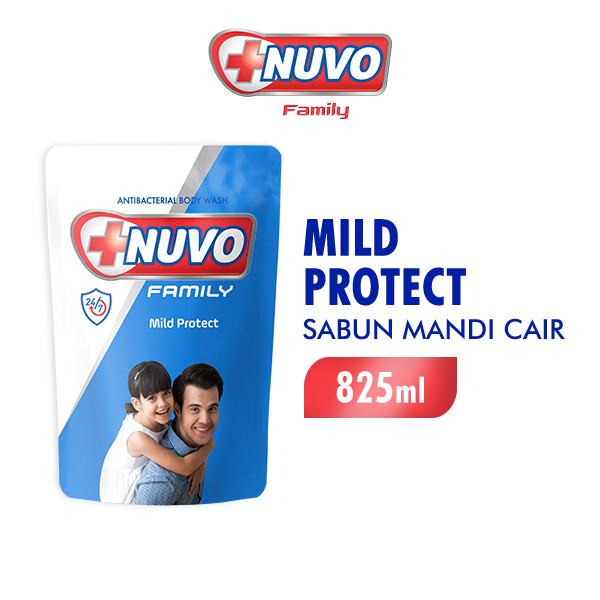 NUVO
Family
ANTIBACTERIAL BODY WASH
NUVO
FAMILY
24/7
Mild Protect
MILD
PROTECT
SABUN MANDI CAIR
825ml